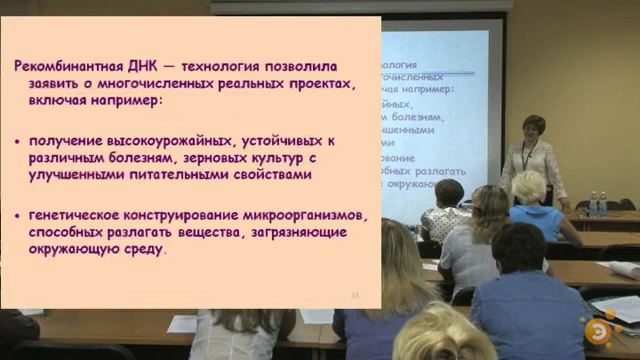 Рекомбинантная ДНК — технология позволила
заявить о многочисленных реальных проектах,
включая например:
• получение высокоурожайных, устойчивых к
различным болезням, зерновых культур с
улучшенными питательными свойствами
• генетическое конструирование микроорганизмов,
способных разлагать вещества, загрязняющие
окружающую среду.
33